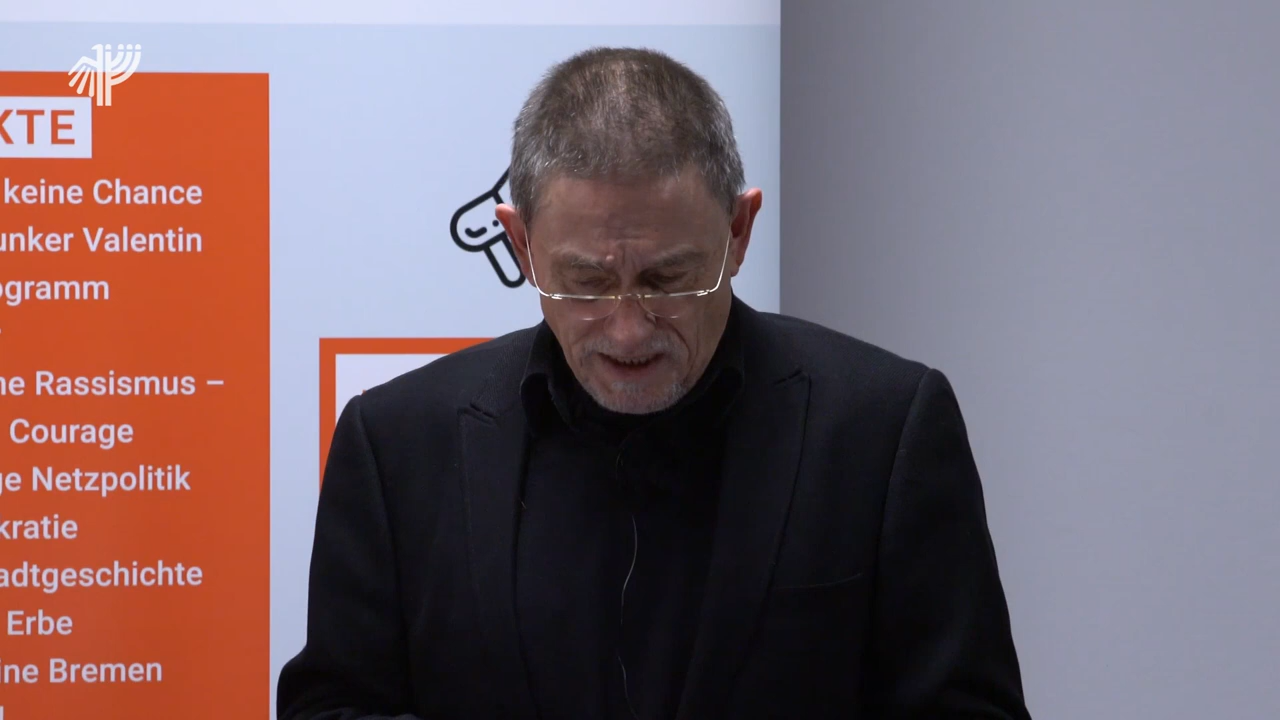 KTE
keine Chance
unker Valentin
ogramm
ne Rassismus –
Courage
ge Netzpolitik
kratie
adtgeschichte
Erbe
ine Bremen